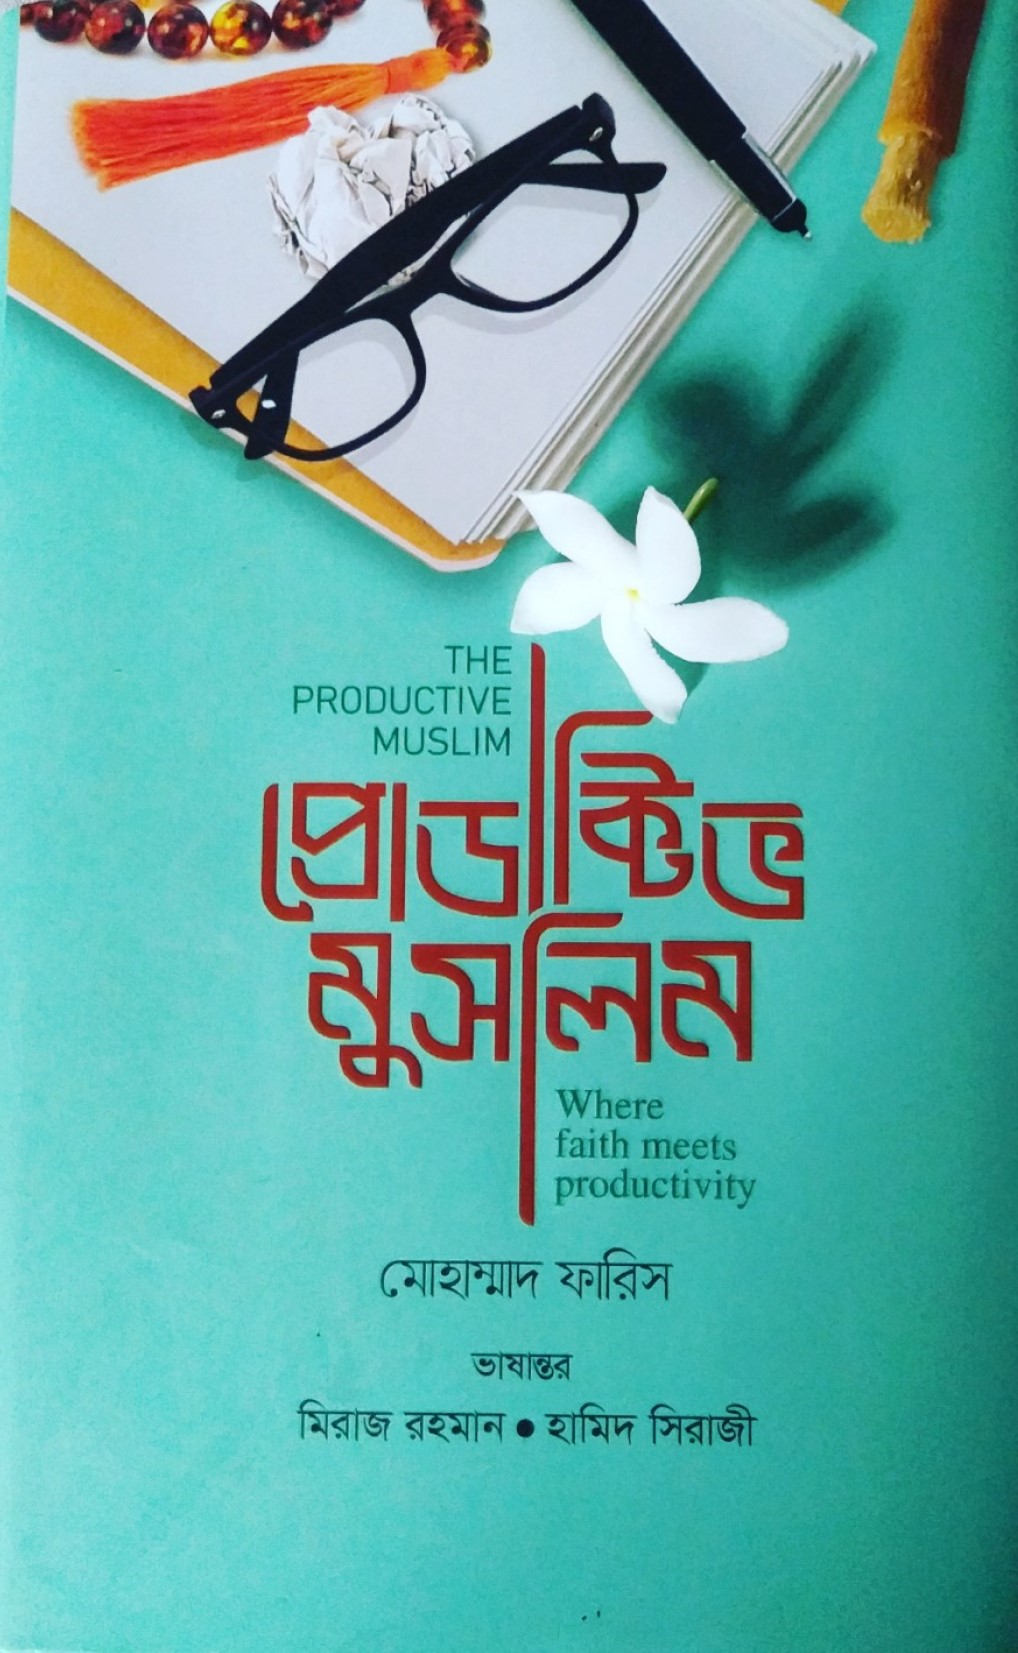 THE
PRODUCTIVE
MUSLIM
প্রোডাক্টিভ
মুসলিম
Where
faith meets
productivity
মোহাম্মাদ ফারিস
ভাষান্তর
মিরাজ রহমান ● হামিদ সিরাজী